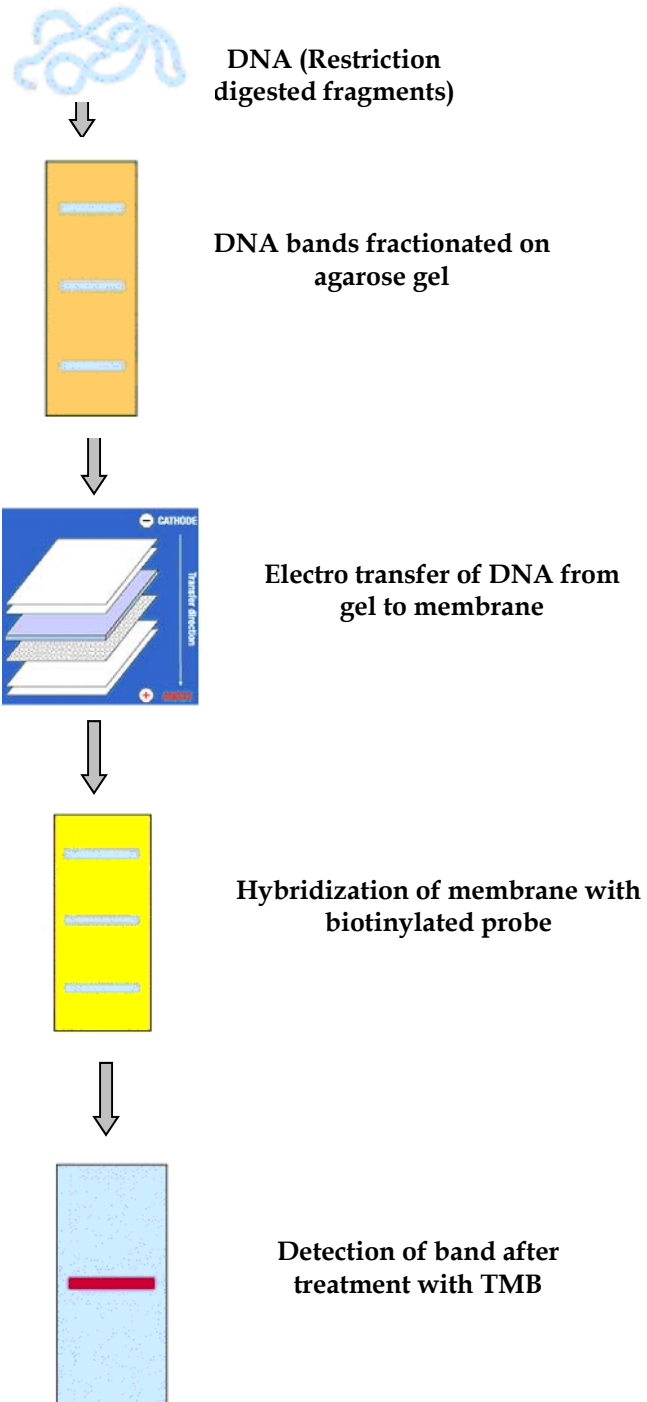 DNA (Restriction
digested fragments)
DNA bands fractionated on
agarose gel
− CATHODE
Transfer direction
+
Electro transfer of DNA from
gel to membrane
Hybridization of membrane with
biotinylated probe
Detection of band after
treatment with TMB